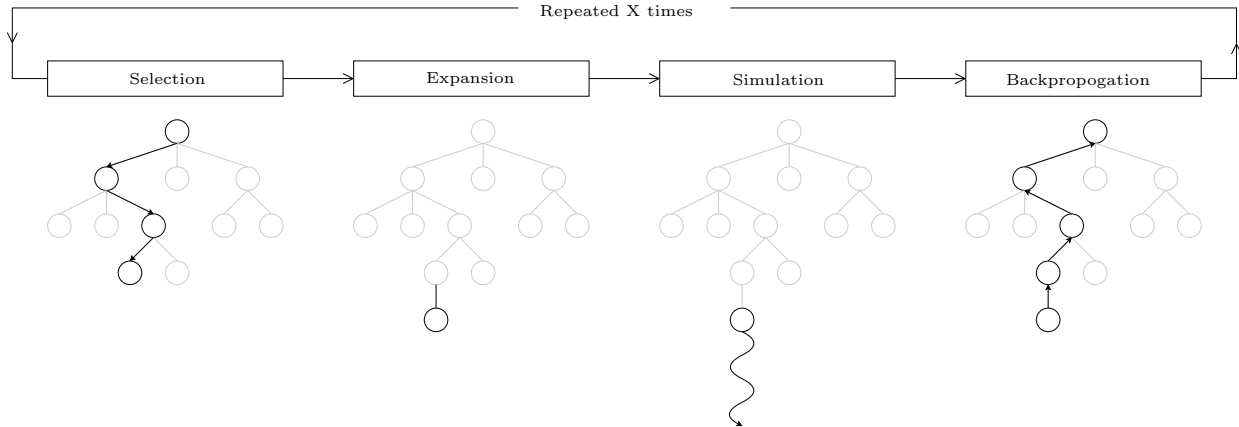 Repeated X times
Selection
Expansion
Simulation
Backpropogation